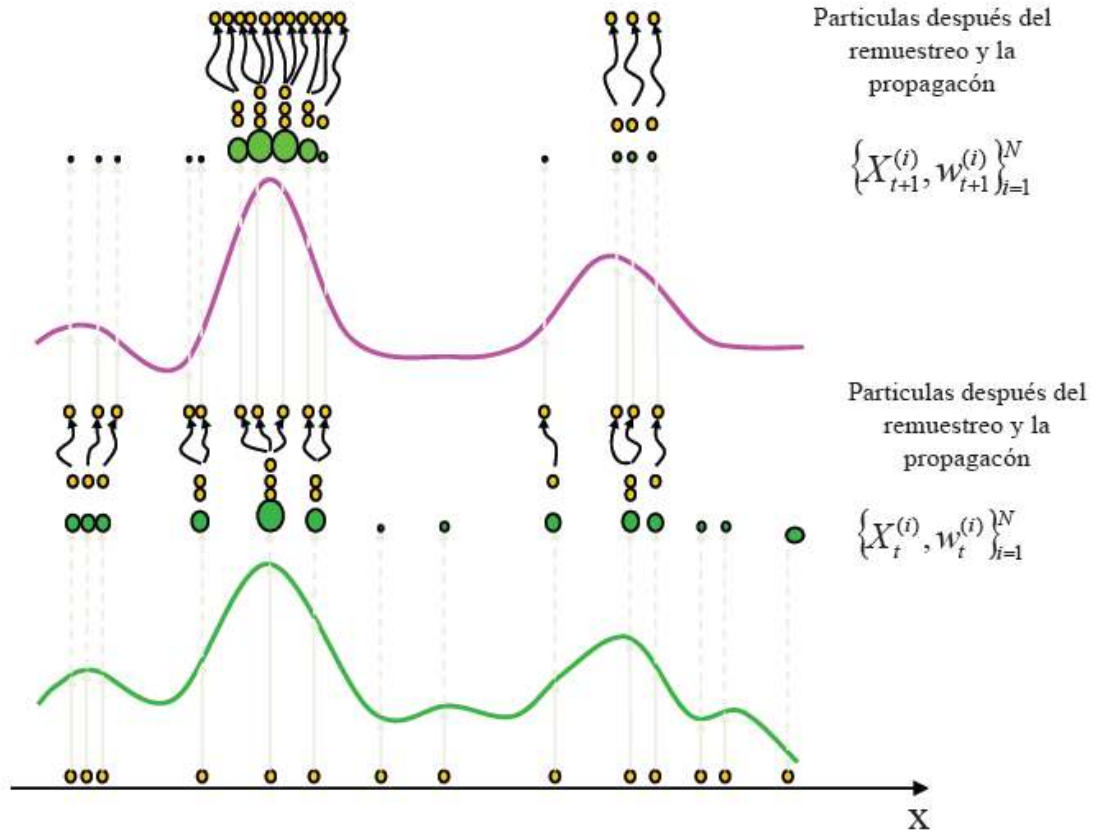 Particulas después del
remuestreo y la
propagacón
{X_{t+1}^{(i)}, w_{t+1}^{(i)}}_{i=1}^{N}
Particulas después del
remuestreo y la
propagacón
{X_t^{(i)}, w_t^{(i)}}_{i=1}^{N}
X